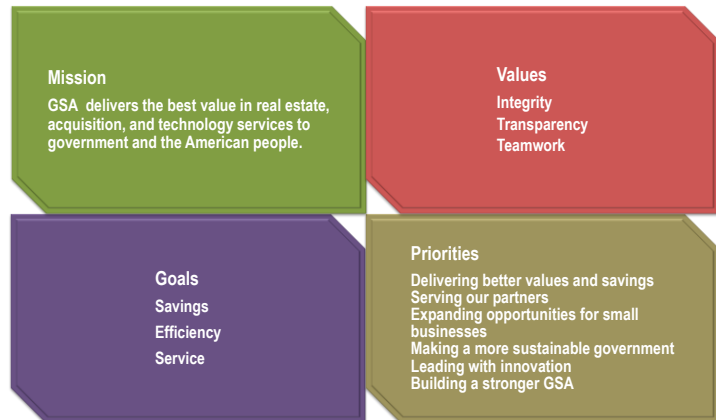 Mission
GSA delivers the best value in real estate,
acquisition, and technology services to
government and the American people.
Values
Integrity
Transparency
Teamwork
Goals
Savings
Efficiency
Service
Priorities
Delivering better values and savings
Serving our partners
Expanding opportunities for small
businesses
Making a more sustainable government
Leading with innovation
Building a stronger GSA